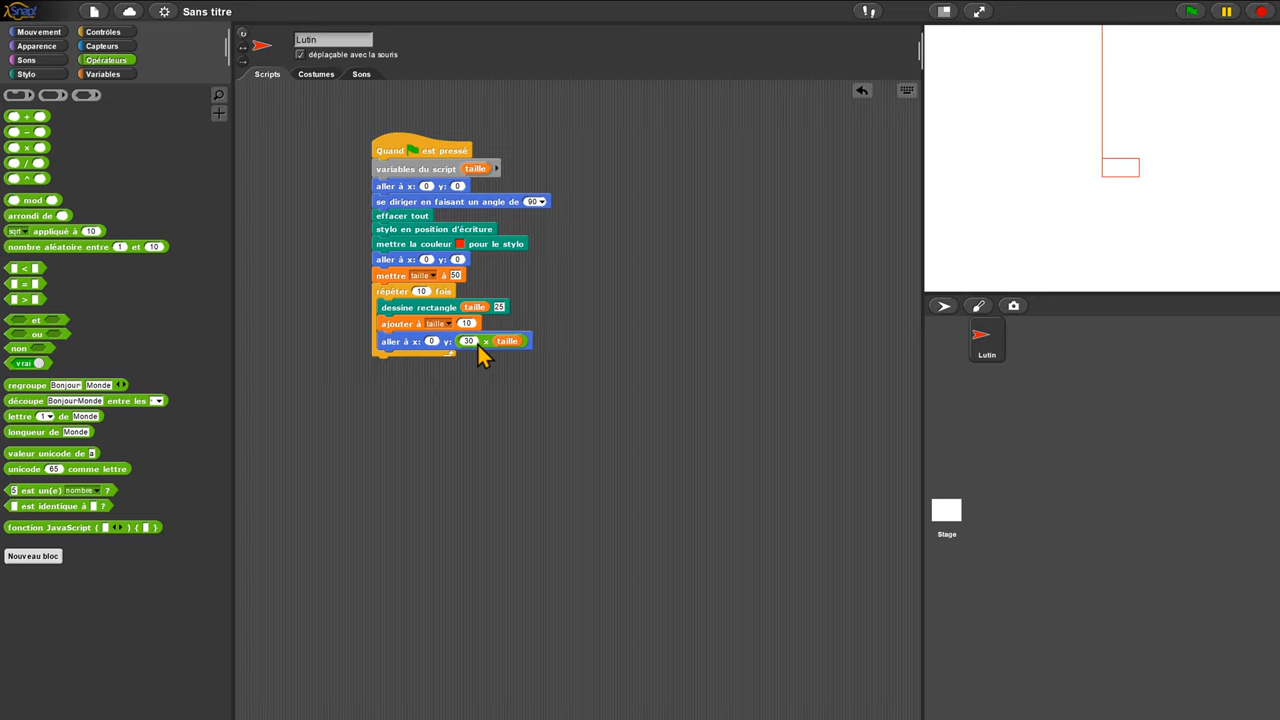 Snap! Sans titre
Mouvement Contrôles
Apparence Capteurs
Sons Opérateurs
Stylo Variables
+
−
×
/
^
mod
arrondi de
sqrt appliqué à 10
nombre aléatoire entre 1 et 10
<
=
>
et
ou
non
vrai
regroupe Bonjour Monde
découpe Bonjour Monde entre les
lettre 1 de Monde
longueur de Monde
valeur unicode de a
unicode 65 comme lettre
5 est un(e) nombre ?
est identique à ?
fonction JavaScript ( ) { }
Nouveau bloc
Lutin
déplaçable avec la souris
Scripts Costumes Sons
Quand est pressé
variables du script taille
aller à x: 0 y: 0
se diriger en faisant un angle de 90
effacer tout
stylo en position d'écriture
mettre la couleur pour le stylo
aller à x: 0 y: 0
mettre taille à 50
répéter 10 fois
dessine rectangle taille 25
ajouter à taille 10
aller à x: 0 y: 30 × taille
Lutin
Stage